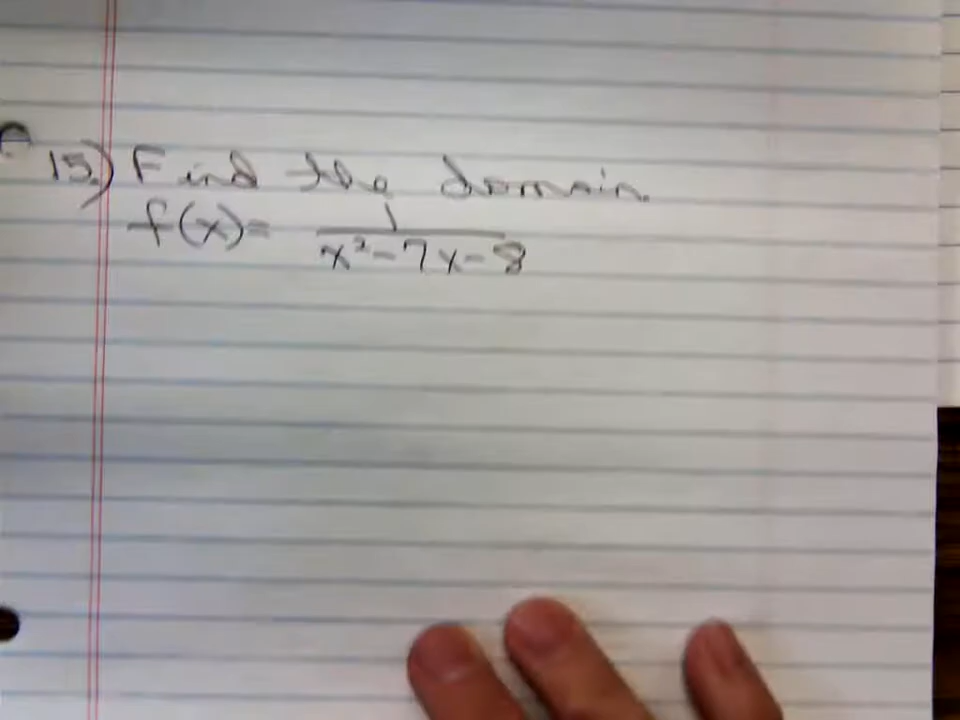 15.) Find the domain.
f(x)= 1/(x²-7x-8)